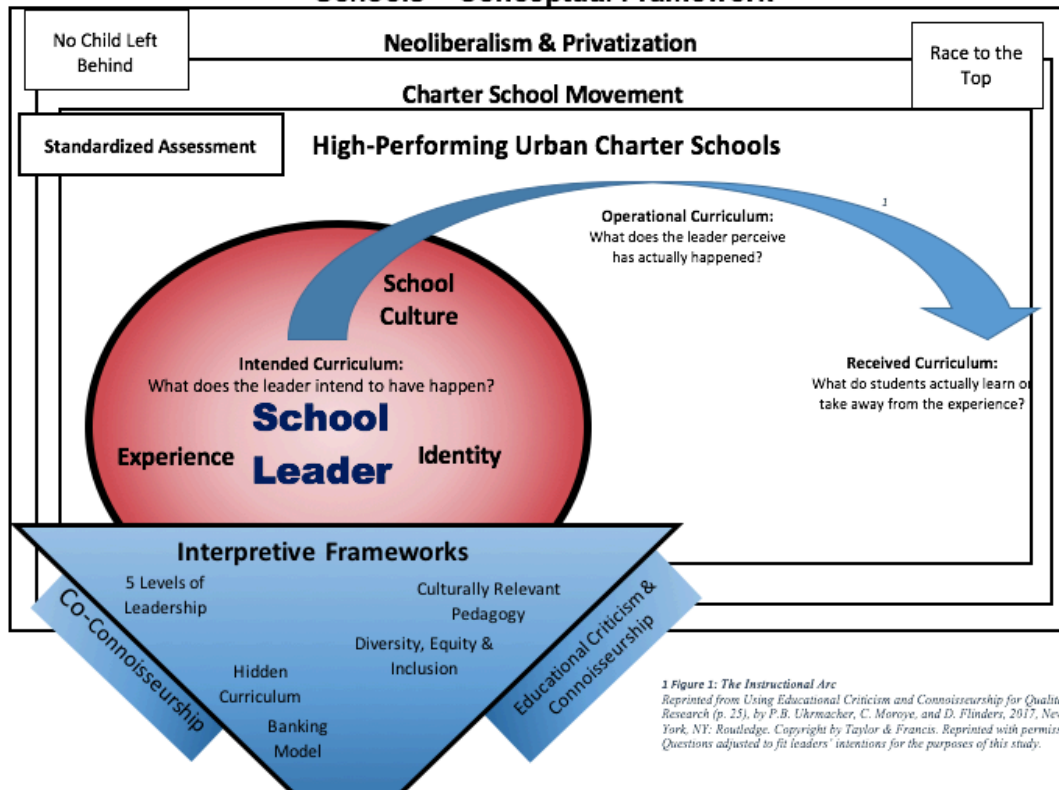 Schools – Conceptual Framework
No Child Left
Behind
Neoliberalism & Privatization
Race to the
Top
Charter School Movement
Standardized Assessment
High-Performing Urban Charter Schools
1
Operational Curriculum:
What does the leader perceive
has actually happened?
School
Culture
Intended Curriculum:
What does the leader intend to have happen?
Received Curriculum:
What do students actually learn or
take away from the experience?
School
Leader
Experience
Identity
Interpretive Frameworks
5 Levels of
Leadership
Culturally Relevant
Pedagogy
Diversity, Equity &
Inclusion
Hidden
Curriculum
Banking
Model
Co-Connoisseurship
Educational Criticism &
Connoisseurship
1 Figure 1: The Instructional Arc
Reprinted from Using Educational Criticism and Connoisseurship for Qualit
Research (p. 25), by P.B. Uhrmacher, C. Moroye, and D. Flinders, 2017, Ne
York, NY: Routledge. Copyright by Taylor & Francis. Reprinted with permis
Questions adjusted to fit leaders' intentions for the purposes of this study.